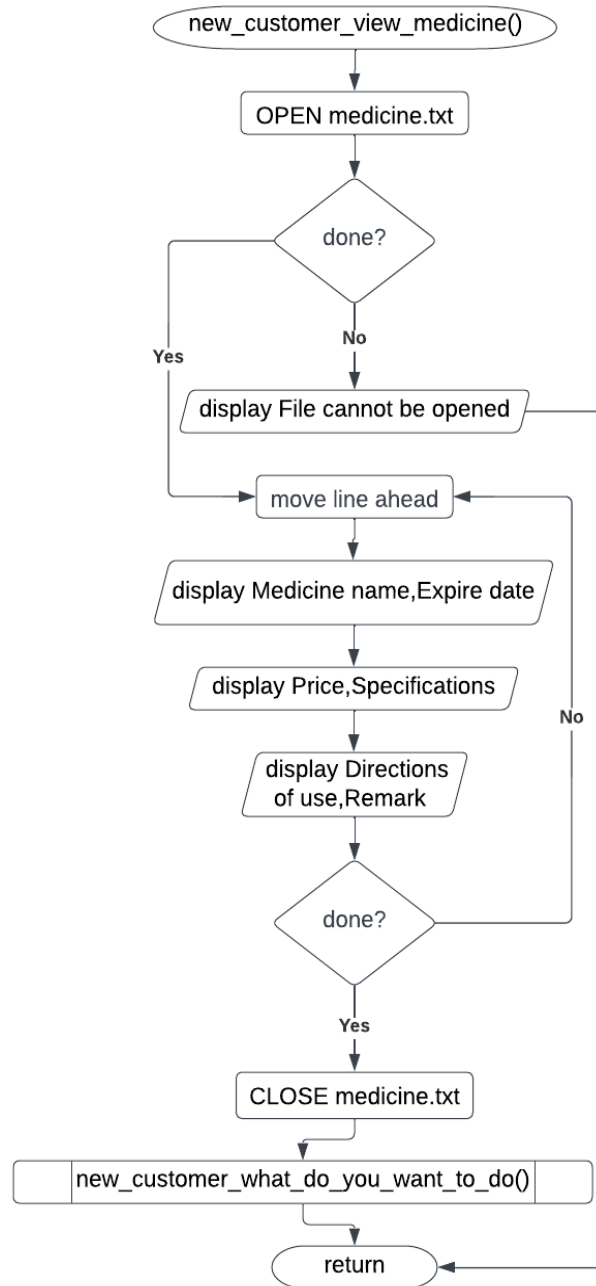 new_customer_view_medicine()
OPEN medicine.txt
done?
No
Yes
display File cannot be opened
move line ahead
display Medicine name,Expire date
display Price,Specifications
No
display Directions
of use,Remark
done?
Yes
CLOSE medicine.txt
new_customer_what_do_you_want_to_do()
return